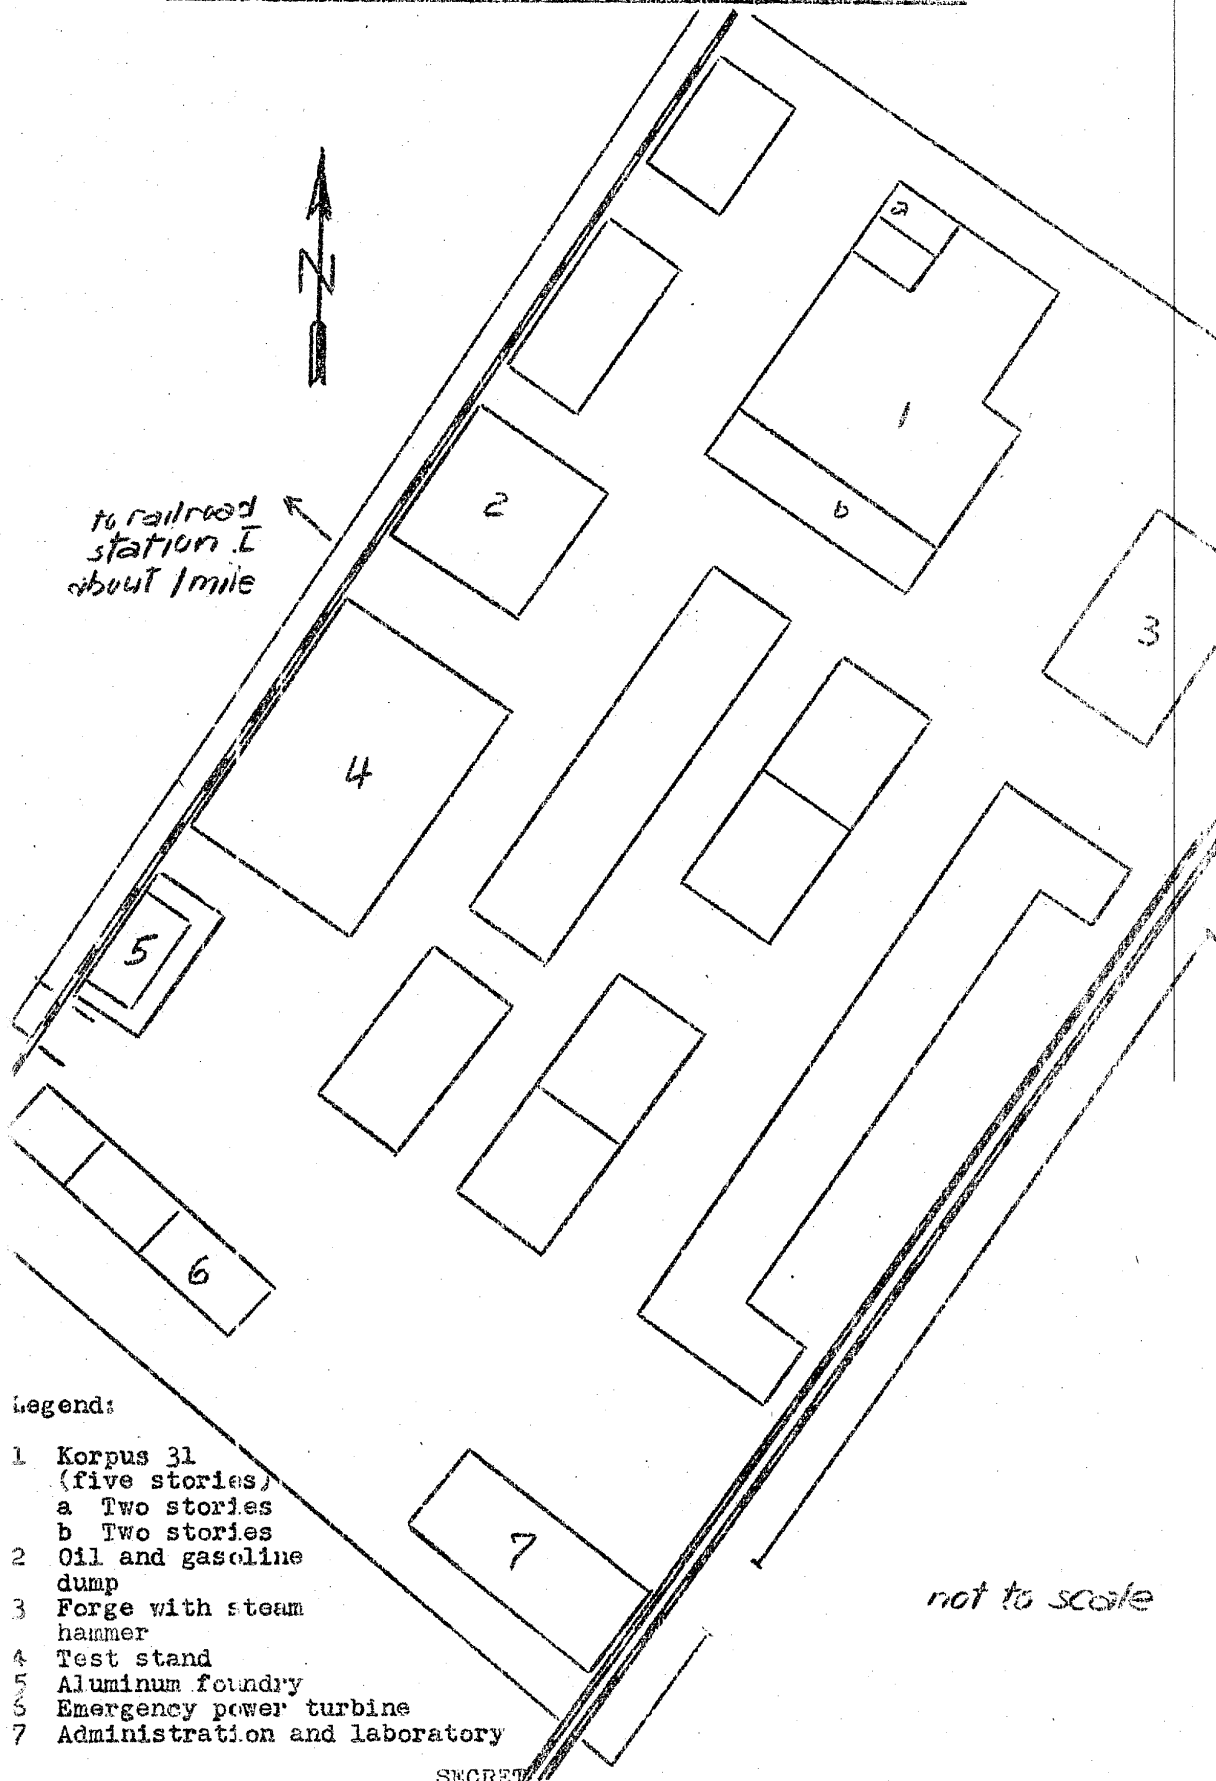 N
a
1
2
b
to railroad
station I
about 1 mile
3
4
5
6
Legend:
1 Korpus 31
(five stories)
a Two stories
b Two stories
2 Oil and gasoline
dump
3 Forge with steam
hammer
4 Test stand
5 Aluminum foundry
6 Emergency power turbine
7 Administration and laboratory
7
not to scale
SECRET